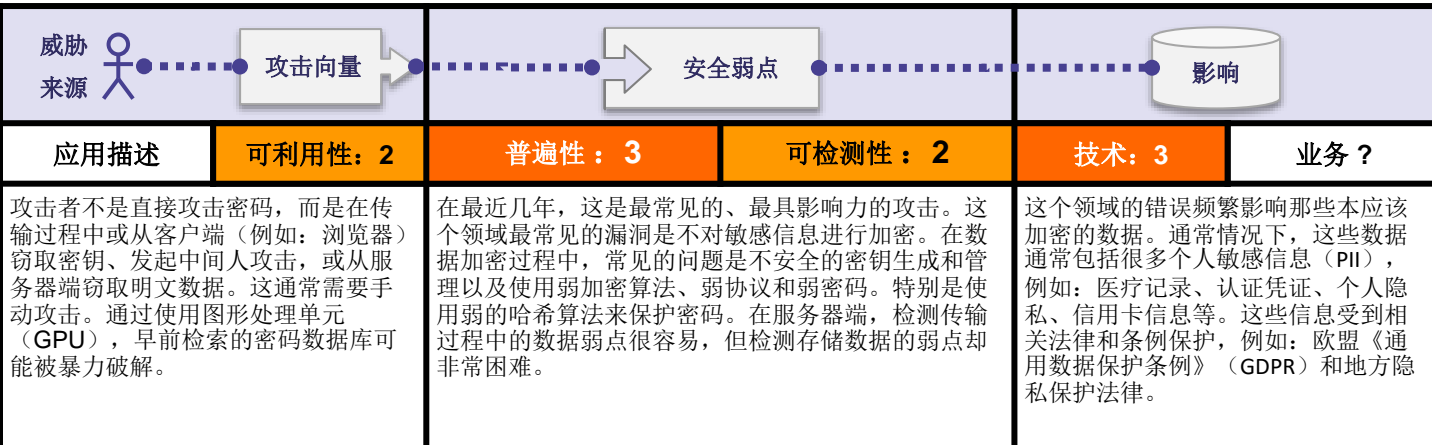 威胁
来源
攻击向量
安全弱点
影响
应用描述
可利用性：2
普遍性：3
可检测性：2
技术：3
业务？
攻击者不是直接攻击密码，而是在传
输过程中或从客户端（例如：浏览器）
窃取密钥、发起中间人攻击，或从服
务器端窃取明文数据。这通常需要手
动攻击。通过使用图形处理单元
（GPU），早前检索的密码数据库可
能被暴力破解。
在最近几年，这是最常见的、最具影响力的攻击。这
个领域最常见的漏洞是不对敏感信息进行加密。在数
据加密过程中，常见的问题是不安全的密钥生成和管
理以及使用弱加密算法、弱协议和弱密码。特别是使
用弱的哈希算法来保护密码。在服务器端，检测传输
过程中的数据弱点很容易，但检测存储数据的弱点却
非常困难。
这个领域的错误频繁影响那些本应该
加密的数据。通常情况下，这些数据
通常包括很多个人敏感信息（PII），
例如：医疗记录、认证凭证、个人隐
私、信用卡信息等。这些信息受到相
关法律和条例保护，例如：欧盟《通
用数据保护条例》（GDPR）和地方隐
私保护法律。